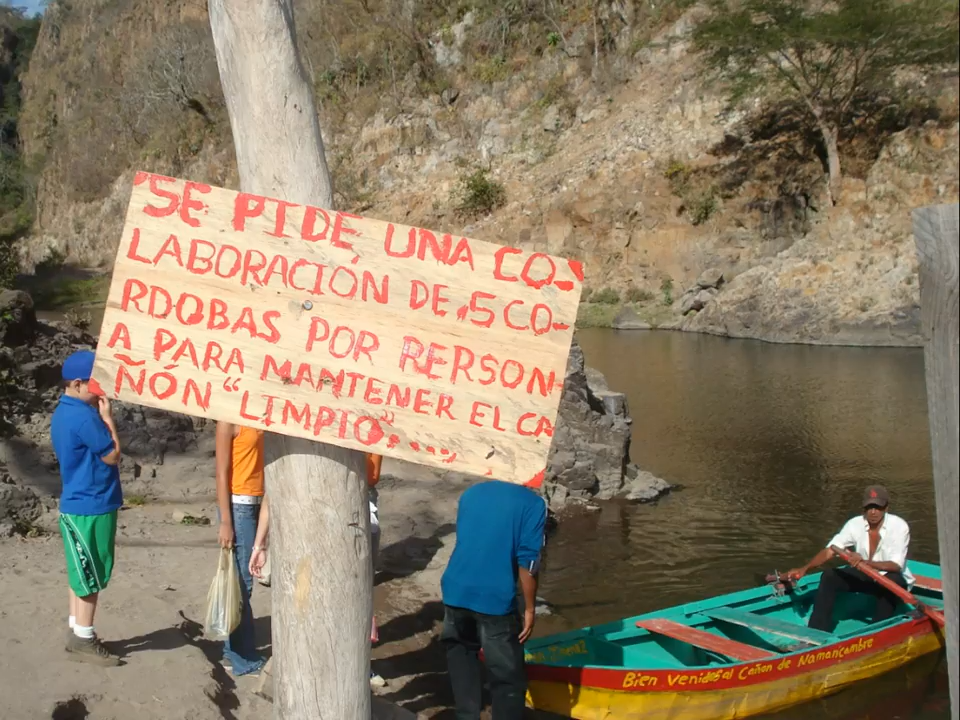 SE PIDE UNA CO-
LABORACIÓN DE 5 CO-
RDOBAS POR PERSON-
A PARA MANTENER EL CA
ÑÓN "LIMPIO"....
Bien Venidos al Cañon de Namancambre